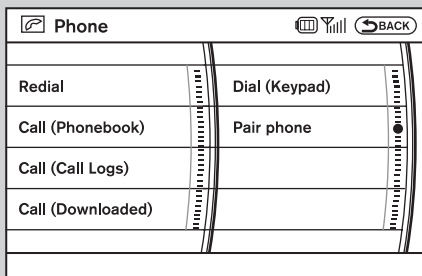 Phone
BACK
Redial
Dial (Keypad)
Call (Phonebook)
Pair phone
Call (Call Logs)
Call (Downloaded)